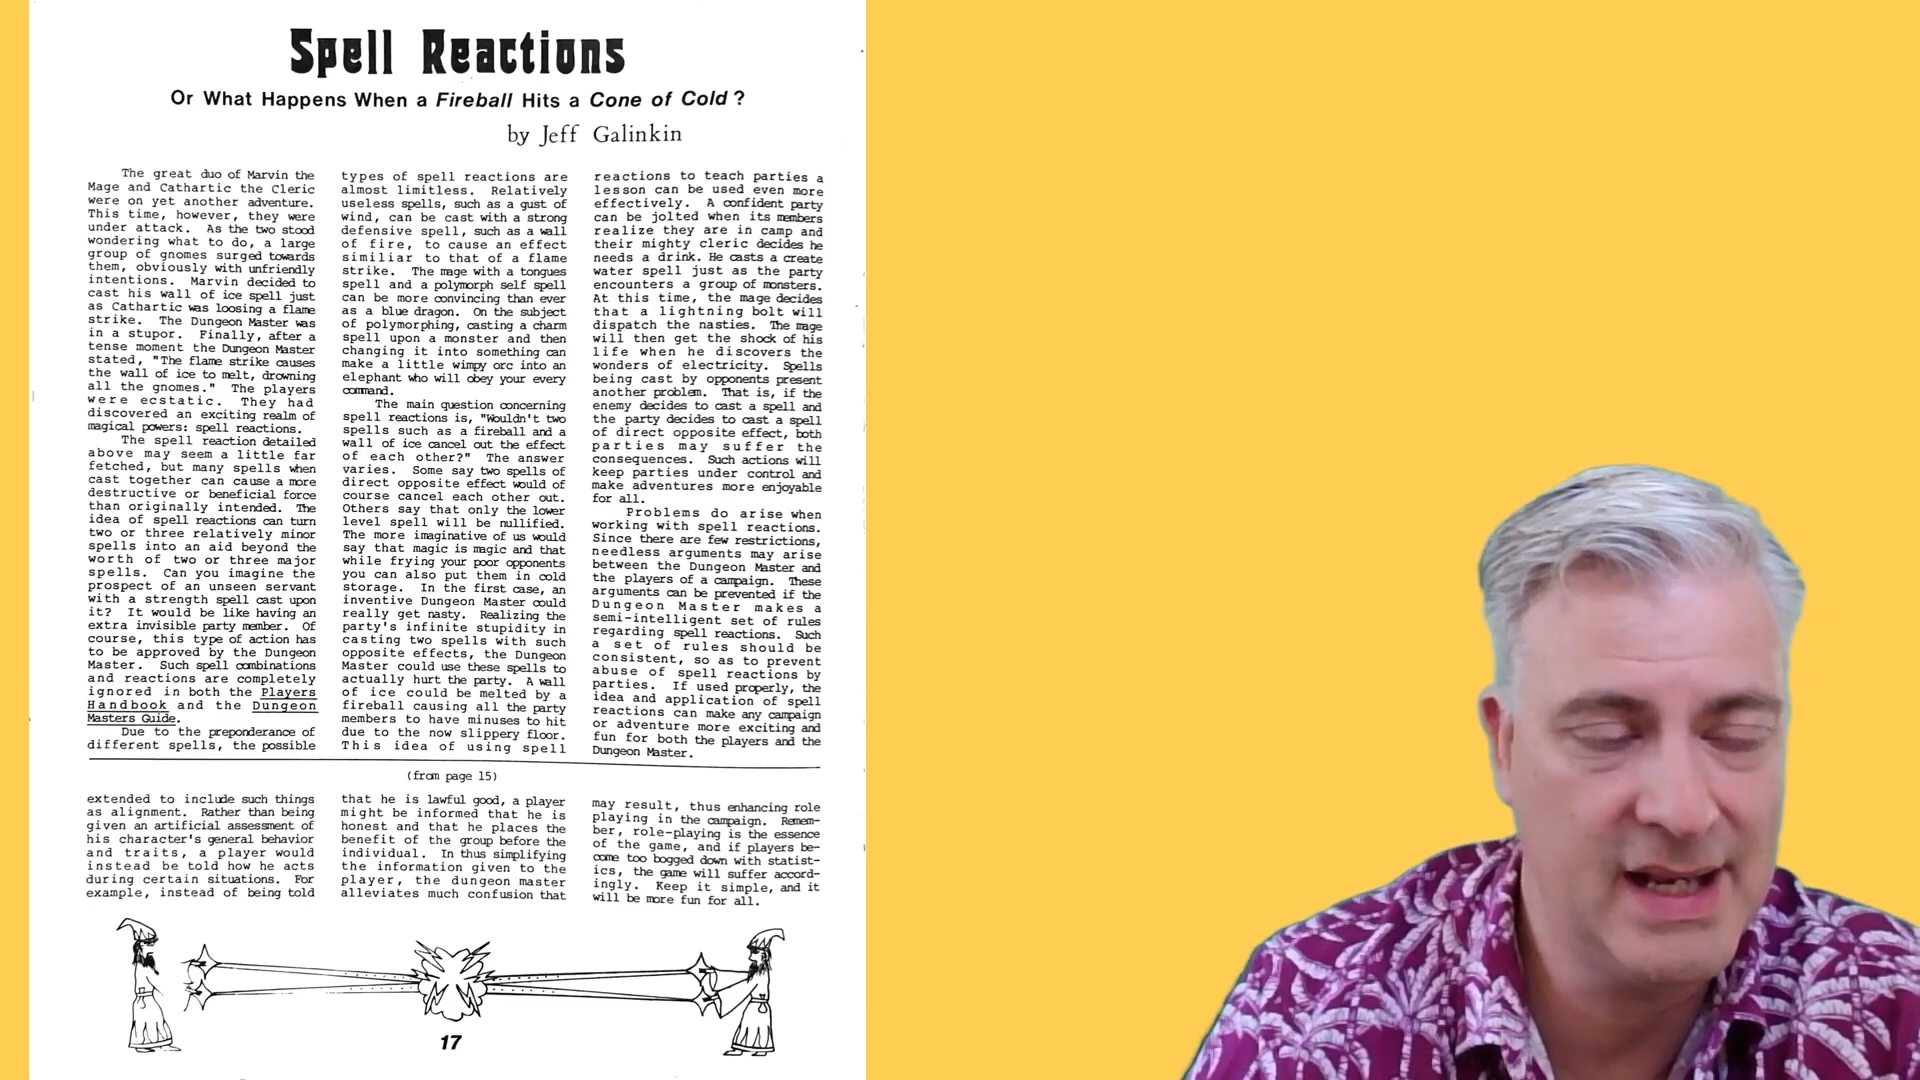 Spell Reactions
Or What Happens When a Fireball Hits a Cone of Cold ?
by Jeff Galinkin
The great duo of Marvin the
Mage and Cathartic the Cleric
were on yet another adventure.
This time, however, they were
under attack. As the two stood
wondering what to do, a large
group of gnomes surged towards
them, obviously with unfriendly
intentions. Marvin decided to
cast his wall of ice spell just
as Cathartic was loosing a flame
strike. The Dungeon Master was
in a stupor. Finally, after a
tense moment the Dungeon Master
stated, "The flame strike causes
the wall of ice to melt, drowning
all the gnomes." The players
were ecstatic. They had
discovered an exciting realm of
magical powers: spell reactions.
The spell reaction detailed
above may seem a little far
fetched, but many spells when
cast together can cause a more
destructive or beneficial force
than originally intended. The
idea of spell reactions can turn
two or three relatively minor
spells into an aid beyond the
worth of two or three major
spells. Can you imagine the
prospect of an unseen servant
with a strength spell cast upon
it? It would be like having an
extra invisible party member. Of
course, this type of action has
to be approved by the Dungeon
Master. Such spell combinations
and reactions are completely
ignored in both the Players
Handbook and the Dungeon
Masters Guide.
Due to the preponderance of
different spells, the possible
types of spell reactions are
almost limitless. Relatively
useless spells, such as a gust of
wind, can be cast with a strong
defensive spell, such as a wall
of fire, to cause an effect
similiar to that of a flame
strike. The mage with a tongues
spell and a polymorph self spell
can be more convincing than ever
as a blue dragon. On the subject
of polymorphing, casting a charm
spell upon a monster and then
changing it into something can
make a little wimpy orc into an
elephant who will obey your every
command.
The main question concerning
spell reactions is, "Wouldn't two
spells such as a fireball and a
wall of ice cancel out the effect
of each other?" The answer
varies. Some say two spells of
direct opposite effect would of
course cancel each other out.
Others say that only the lower
level spell will be nullified.
The more imaginative of us would
say that magic is magic and that
while frying your poor opponents
you can also put them in cold
storage. In the first case, an
inventive Dungeon Master could
really get nasty. Realizing the
party's infinite stupidity in
casting two spells with such
opposite effects, the Dungeon
Master could use these spells to
actually hurt the party. A wall
of ice could be melted by a
fireball causing all the party
members to have minuses to hit
due to the now slippery floor.
This idea of using spell
reactions to teach parties a
lesson can be used even more
effectively. A confident party
can be jolted when its members
realize they are in camp and
their mighty cleric decides he
needs a drink. He casts a create
water spell just as the party
encounters a group of monsters.
At this time, the mage decides
that a lightning bolt will
dispatch the nasties. The mage
will then get the shock of his
life when he discovers the
wonders of electricity. Spells
being cast by opponents present
another problem. That is, if the
enemy decides to cast a spell and
the party decides to cast a spell
of direct opposite effect, both
parties may suffer the
consequences. Such actions will
keep parties under control and
make adventures more enjoyable
for all.
Problems do arise when
working with spell reactions.
Since there are few restrictions,
needless arguments may arise
between the Dungeon Master and
the players of a campaign. These
arguments can be prevented if the
Dungeon Master makes a
semi-intelligent set of rules
regarding spell reactions. Such
a set of rules should be
consistent, so as to prevent
abuse of spell reactions by
parties. If used properly, the
idea and application of spell
reactions can make any campaign
or adventure more exciting and
fun for both the players and the
Dungeon Master.
(from page 15)
extended to include such things
as alignment. Rather than being
given an artificial assessment of
his character's general behavior
and traits, a player would
instead be told how he acts
during certain situations. For
example, instead of being told
that he is lawful good, a player
might be informed that he is
honest and that he places the
benefit of the group before the
individual. In thus simplifying
the information given to the
player, the dungeon master
alleviates much confusion that
may result, thus enhancing role
playing in the campaign. Remem-
ber, role-playing is the essence
of the game, and if players be-
come too bogged down with statist-
ics, the game will suffer accord-
ingly. Keep it simple, and it
will be more fun for all.
17